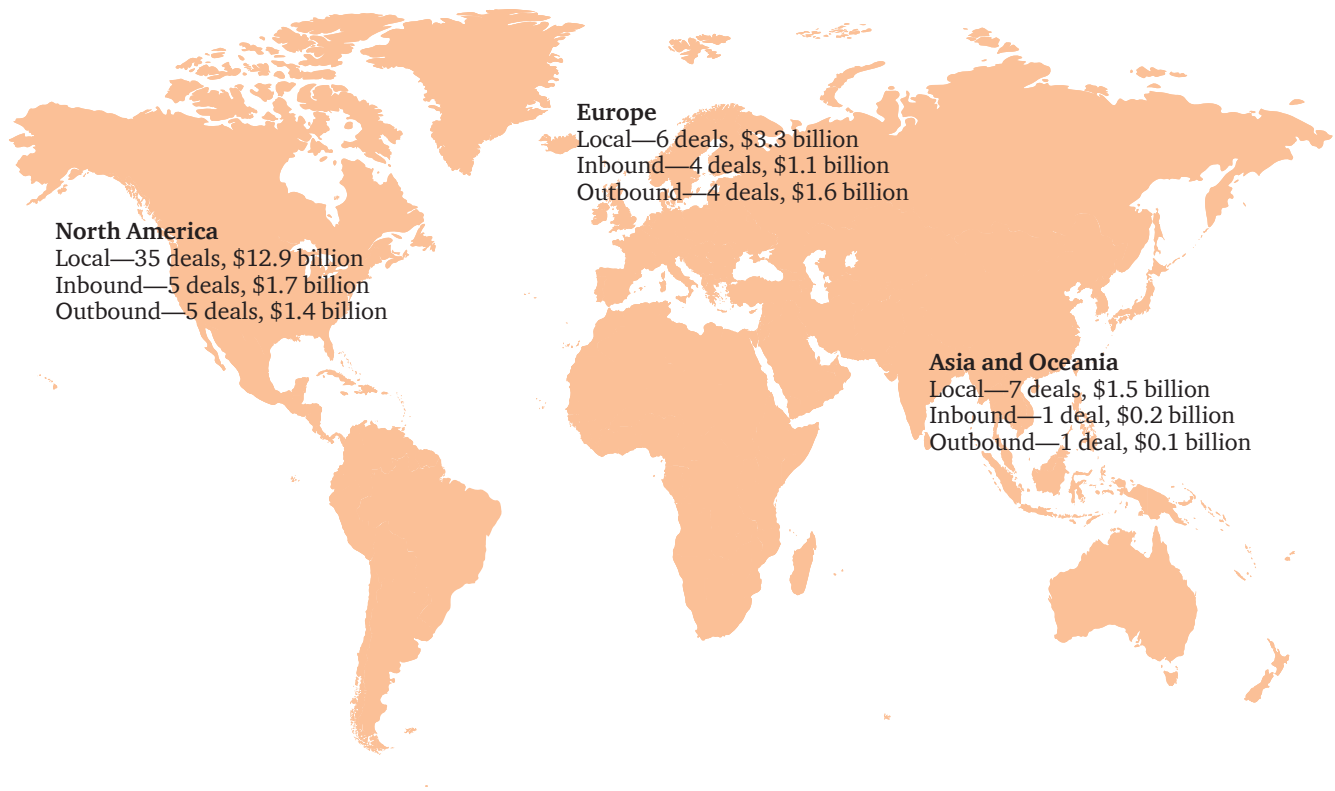 Europe
Local—6 deals, $3.3 billion
Inbound—4 deals, $1.1 billion
Outbound—4 deals, $1.6 billion
North America
Local—35 deals, $12.9 billion
Inbound—5 deals, $1.7 billion
Outbound—5 deals, $1.4 billion
Asia and Oceania
Local—7 deals, $1.5 billion
Inbound—1 deal, $0.2 billion
Outbound—1 deal, $0.1 billion